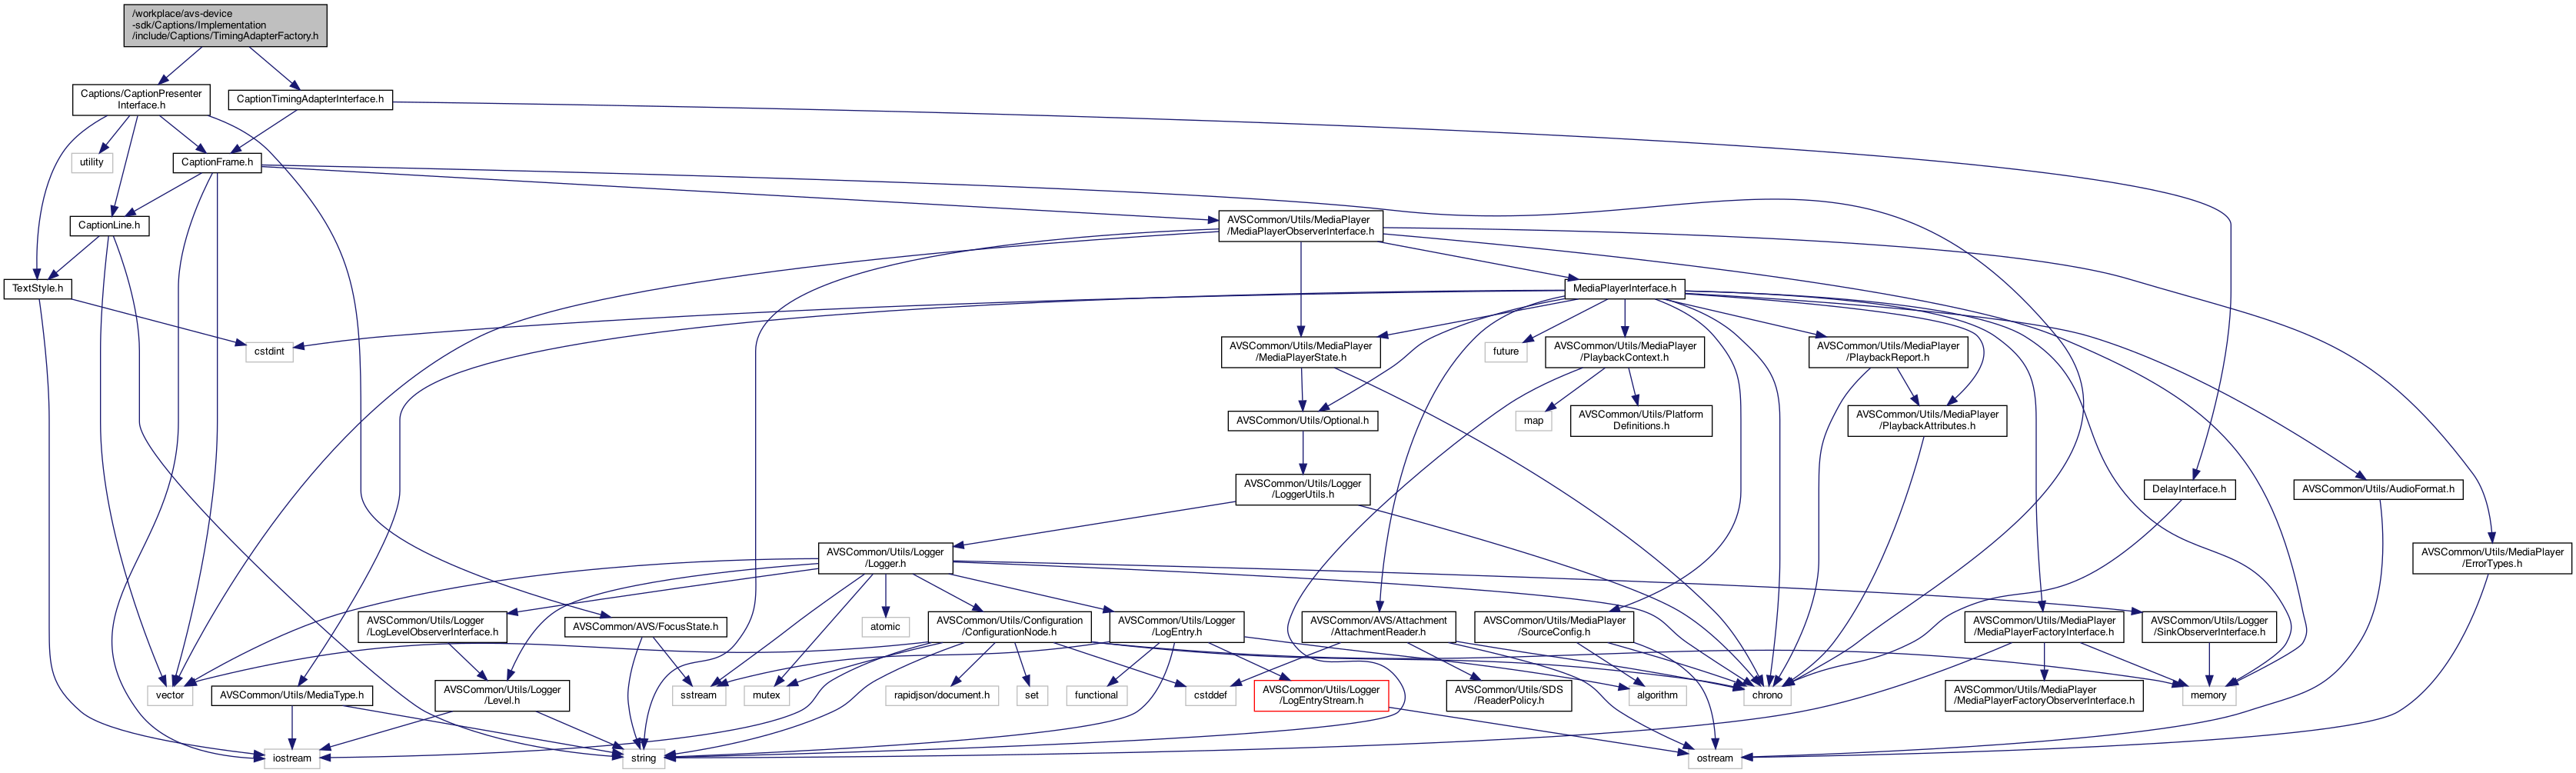 /workplace/avs-device
-sdk/Captions/Implementation
/include/Captions/TimingAdapterFactory.h
Captions/CaptionPresenter
Interface.h
CaptionTimingAdapterInterface.h
utility
CaptionFrame.h
CaptionLine.h
AVSCommon/Utils/MediaPlayer
/MediaPlayerObserverInterface.h
TextStyle.h
MediaPlayerInterface.h
cstdint
AVSCommon/Utils/MediaPlayer
/MediaPlayerState.h
future
AVSCommon/Utils/MediaPlayer
/PlaybackContext.h
AVSCommon/Utils/MediaPlayer
/PlaybackReport.h
AVSCommon/Utils/Optional.h
map
AVSCommon/Utils/Platform
Definitions.h
AVSCommon/Utils/MediaPlayer
/PlaybackAttributes.h
AVSCommon/Utils/Logger
/LoggerUtils.h
DelayInterface.h
AVSCommon/Utils/AudioFormat.h
AVSCommon/Utils/Logger
/Logger.h
AVSCommon/Utils/MediaPlayer
/ErrorTypes.h
AVSCommon/Utils/Logger
/LogLevelObserverInterface.h
AVSCommon/AVS/FocusState.h
atomic
AVSCommon/Utils/Configuration
/ConfigurationNode.h
AVSCommon/Utils/Logger
/LogEntry.h
AVSCommon/AVS/Attachment
/AttachmentReader.h
AVSCommon/Utils/MediaPlayer
/SourceConfig.h
AVSCommon/Utils/MediaPlayer
/MediaPlayerFactoryInterface.h
AVSCommon/Utils/Logger
/SinkObserverInterface.h
vector
AVSCommon/Utils/MediaType.h
AVSCommon/Utils/Logger
/Level.h
sstream
mutex
rapidjson/document.h
set
functional
cstddef
AVSCommon/Utils/Logger
/LogEntryStream.h
AVSCommon/Utils/SDS
/ReaderPolicy.h
algorithm
chrono
AVSCommon/Utils/MediaPlayer
/MediaPlayerFactoryObserverInterface.h
memory
iostream
string
ostream